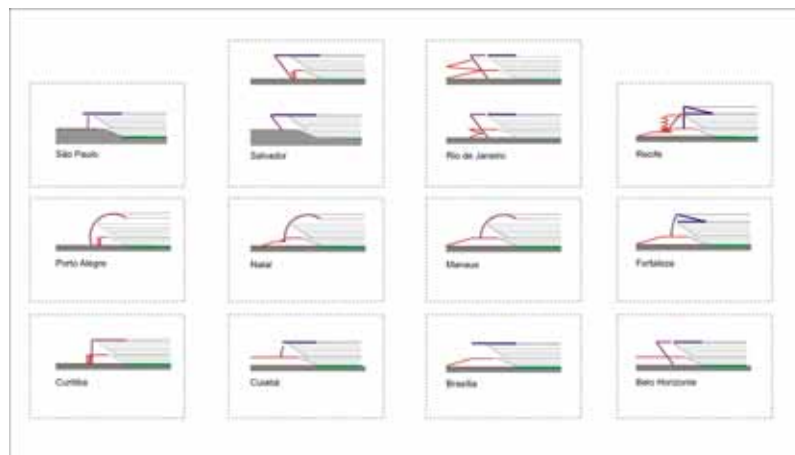 São Paulo
Salvador
Rio de Janeiro
Recife
Porto Alegre
Natal
Manaus
Fortaleza
Curitiba
Cuiabá
Brasília
Belo Horizonte